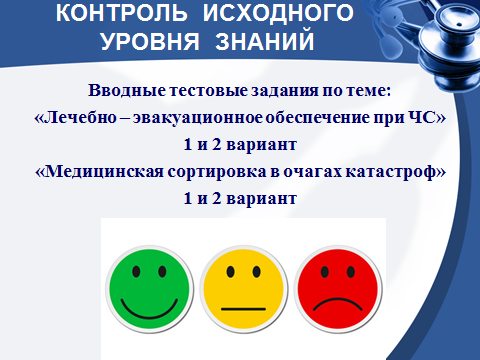 КОНТРОЛЬ ИСХОДНОГО
УРОВНЯ ЗНАНИЙ
Вводные тестовые задания по теме:
«Лечебно – эвакуационное обеспечение при ЧС»
1 и 2 вариант
«Медицинская сортировка в очагах катастроф»
1 и 2 вариант